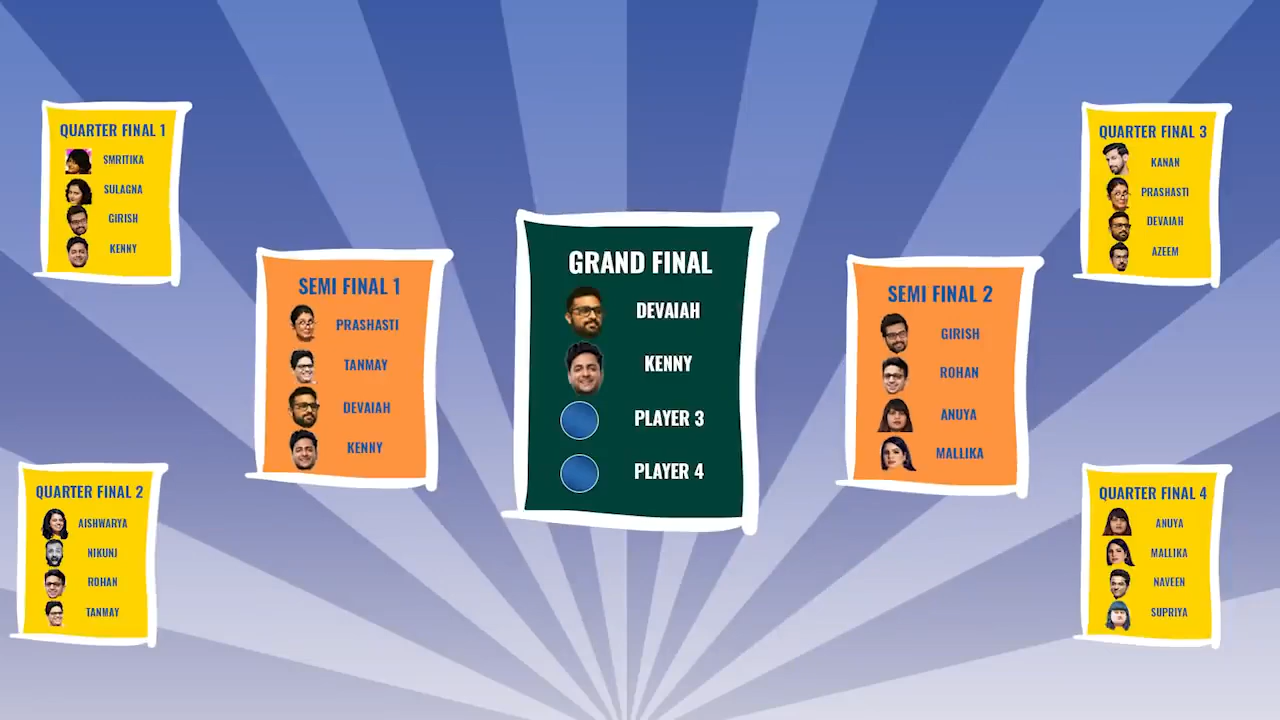 QUARTER FINAL 1
SMRITIKA
SULAGNA
GIRISH
KENNY
QUARTER FINAL 2
AISHWARYA
NIKUNJ
ROHAN
TANMAY
SEMI FINAL 1
PRASHASTI
TANMAY
DEVAIAH
KENNY
GRAND FINAL
DEVAIAH
KENNY
PLAYER 3
PLAYER 4
SEMI FINAL 2
GIRISH
ROHAN
ANUYA
MALLIKA
QUARTER FINAL 3
KANAN
PRASHASTI
DEVAIAH
AZEEM
QUARTER FINAL 4
ANUYA
MALLIKA
NAVEEN
SUPRIYA